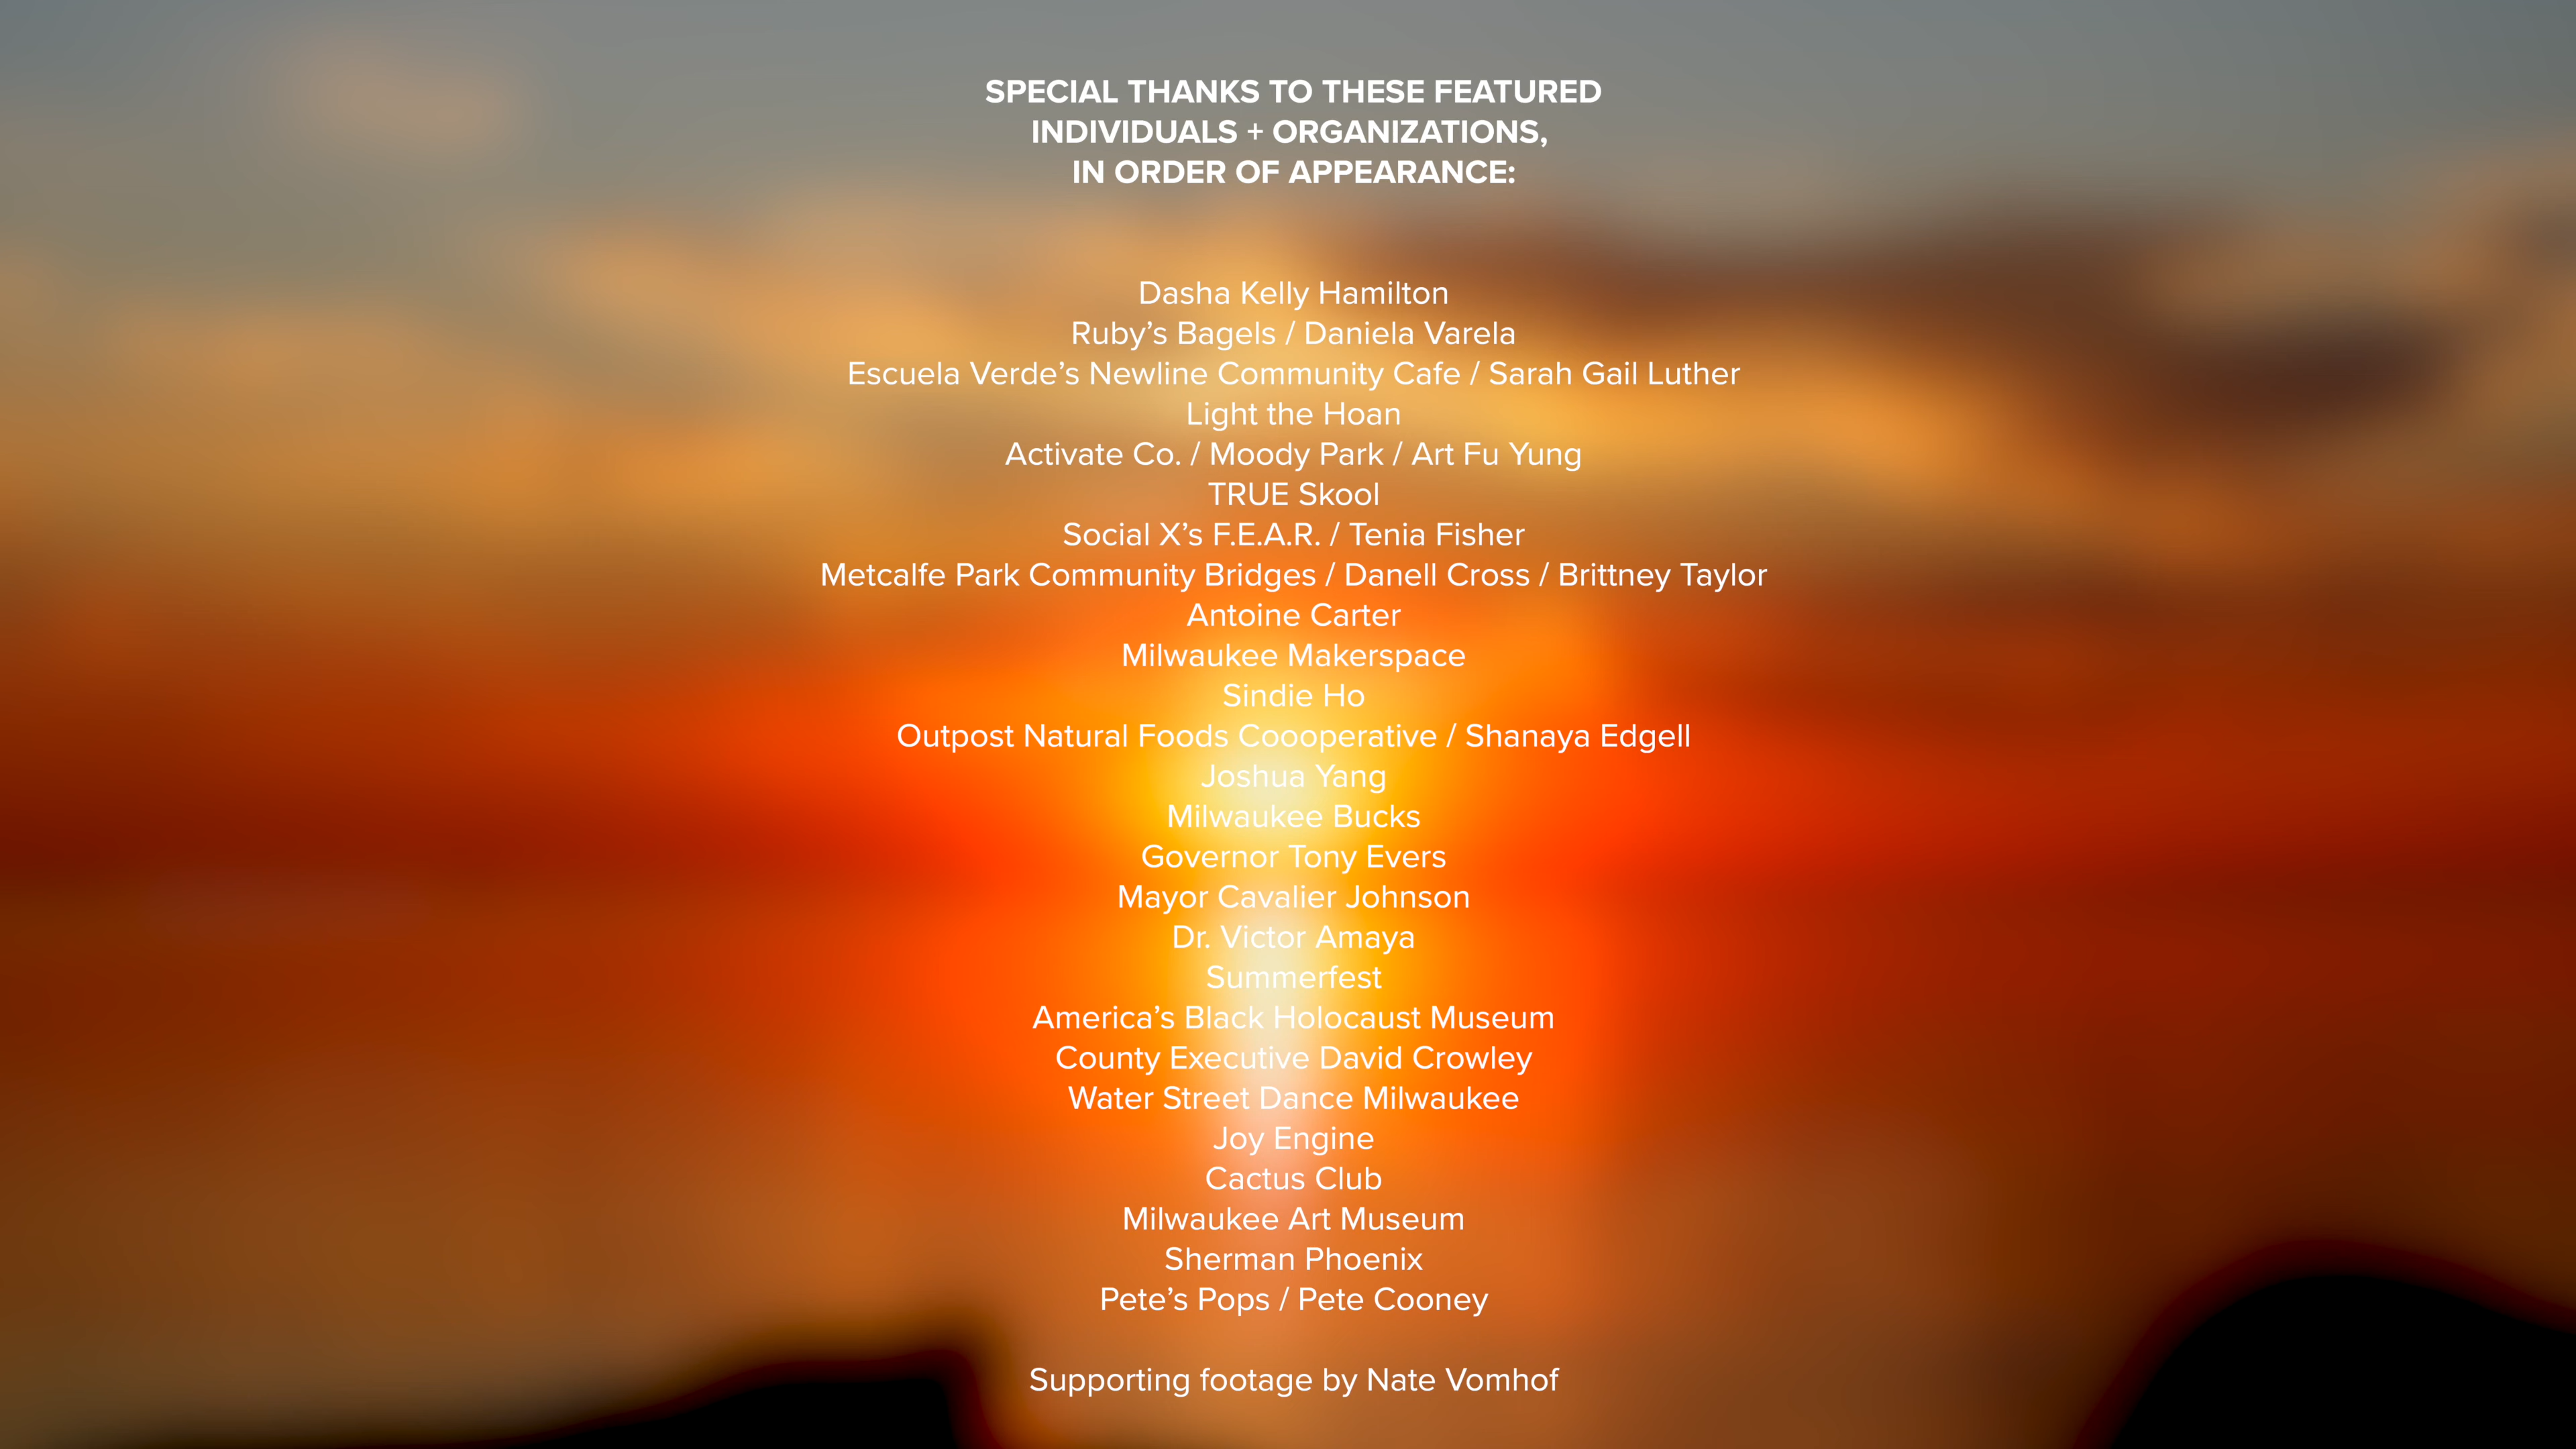 SPECIAL THANKS TO THESE FEATURED
INDIVIDUALS + ORGANIZATIONS,
IN ORDER OF APPEARANCE:
Dasha Kelly Hamilton
Ruby’s Bagels / Daniela Varela
Escuela Verde’s Newline Community Cafe / Sarah Gail Luther
Light the Hoan
Activate Co. / Moody Park / Art Fu Yung
TRUE Skool
Social X’s F.E.A.R. / Tenia Fisher
Metcalfe Park Community Bridges / Danell Cross / Brittney Taylor
Antoine Carter
Milwaukee Makerspace
Sindie Ho
Outpost Natural Foods Coooperative / Shanaya Edgell
Joshua Yang
Milwaukee Bucks
Governor Tony Evers
Mayor Cavalier Johnson
Dr. Victor Amaya
Summerfest
America’s Black Holocaust Museum
County Executive David Crowley
Water Street Dance Milwaukee
Joy Engine
Cactus Club
Milwaukee Art Museum
Sherman Phoenix
Pete’s Pops / Pete Cooney
Supporting footage by Nate Vomhof